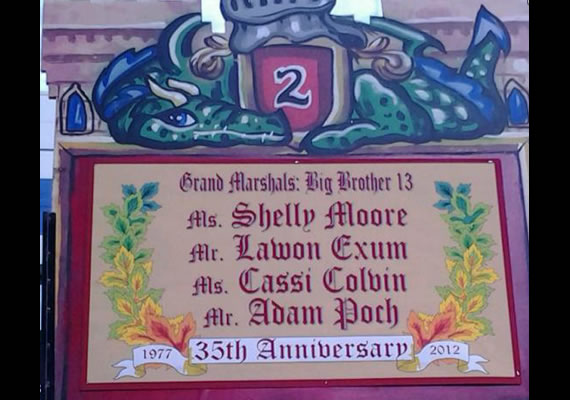 2
Grand Marshals: Big Brother 13
Ms. Shelly Moore
Mr. Lawon Exum
Ms. Cassi Colvin
Mr. Adam Poch
1977 35th Anniversary 2012